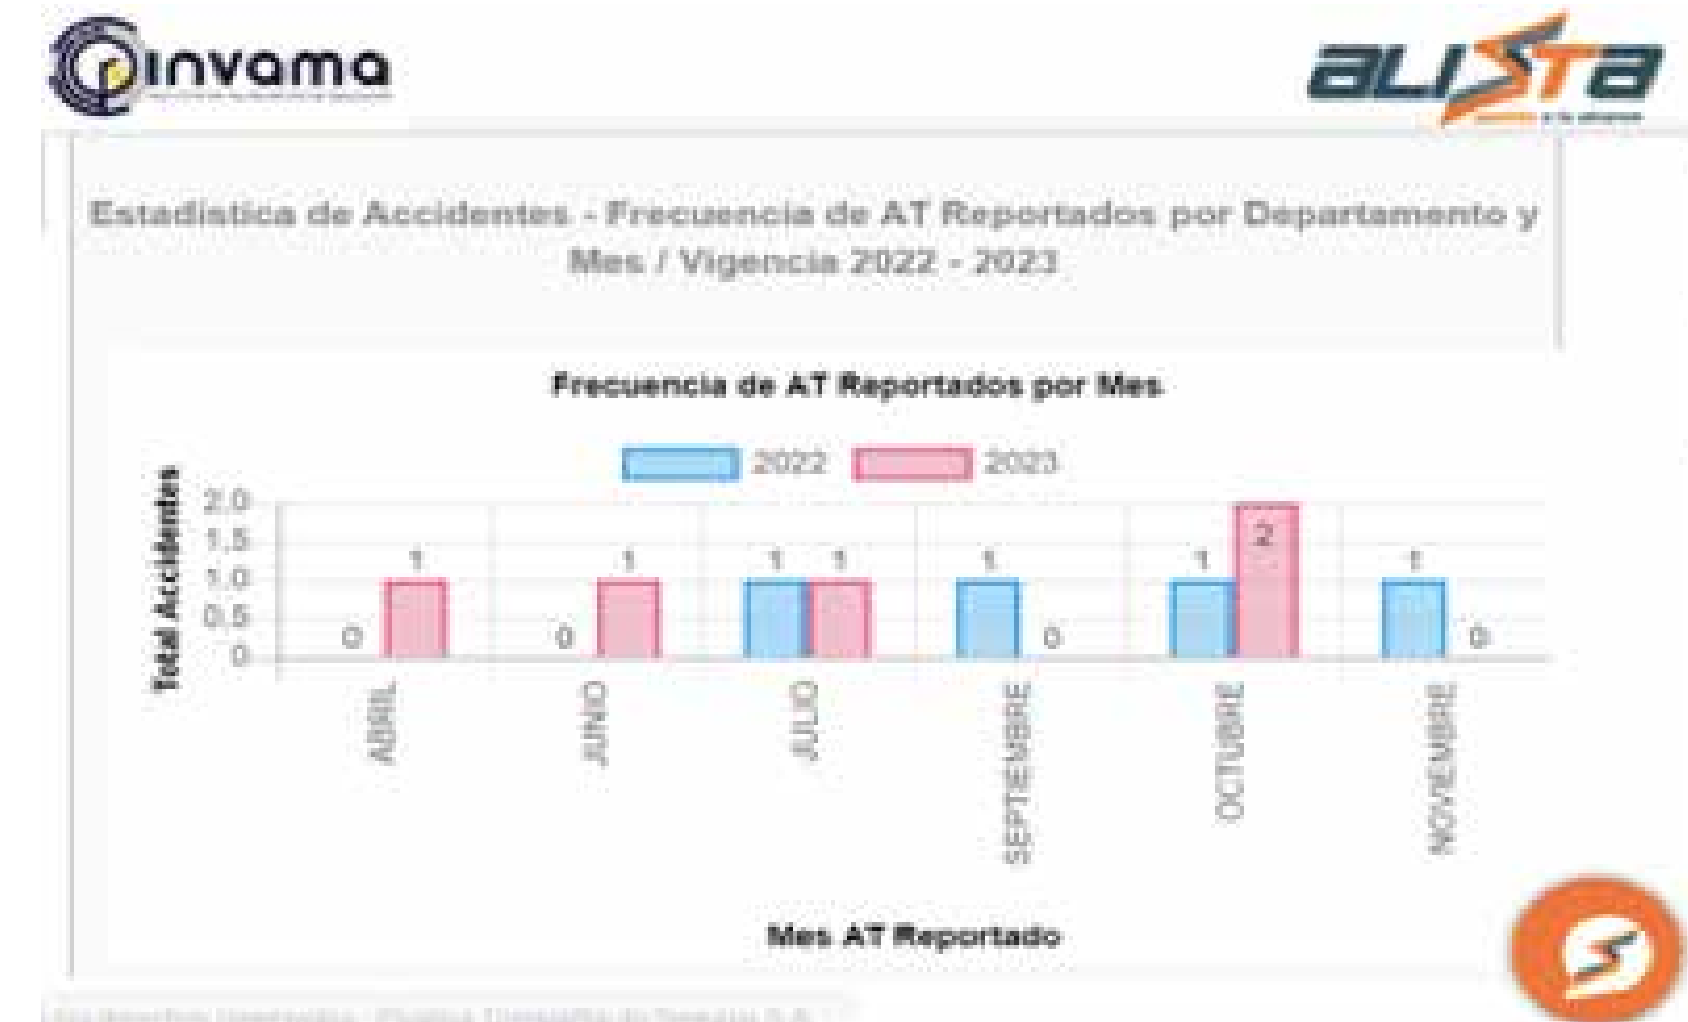 invama
ALISTA
Estadística de Accidentes - Frecuencia de AT Reportados por Departamento y
Mes / Vigencia 2022 - 2023
Frecuencia de AT Reportados por Mes
2022 2023
Total Accidentes
2.0
1.5
1.0
0.5
0
0 1 0 1 1 1 1 0 1 2 1 0
ABRIL JUNIO JULIO SEPTIEMBRE OCTUBRE NOVIEMBRE
Mes AT Reportado